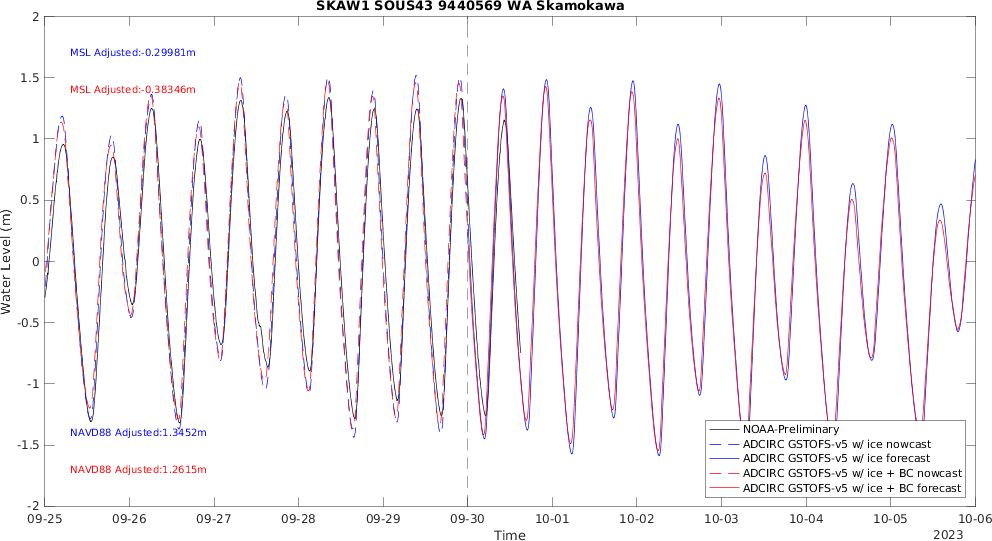 SKAW1 SOUS43 9440569 WA Skamokawa
2
1.5
1
0.5
0
-0.5
-1
-1.5
-2
Water Level (m)
MSL Adjusted:-0.29981m
MSL Adjusted:-0.38346m
NAVD88 Adjusted:1.3452m
NAVD88 Adjusted:1.2615m
NOAA-Preliminary
ADCIRC GSTOFS-v5 w/ ice nowcast
ADCIRC GSTOFS-v5 w/ ice forecast
ADCIRC GSTOFS-v5 w/ ice + BC nowcast
ADCIRC GSTOFS-v5 w/ ice + BC forecast
09-25 09-26 09-27 09-28 09-29 09-30 10-01 10-02 10-03 10-04 10-05 10-06
Time
2023